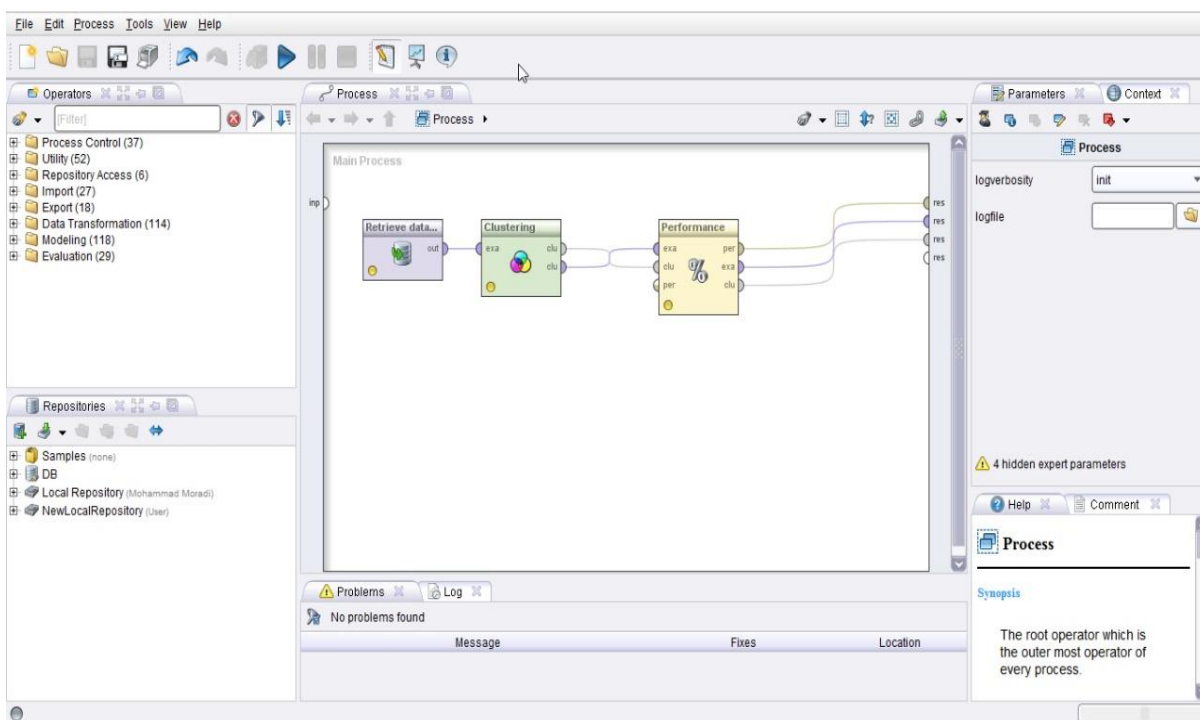 File Edit Process Tools View Help
Operators
[Filter]
Process Control (37)
Utility (52)
Repository Access (6)
Import (27)
Export (18)
Data Transformation (114)
Modeling (118)
Evaluation (29)
Repositories
Samples (none)
DB
Local Repository (Mohammad Moradi)
NewLocalRepository (User)
Process
Process
Main Process
inp
Retrieve data...
out
Clustering
exa clu
clu
Performance
exa per
clu exa
per clu
res
res
res
res
Problems Log
No problems found
Message Fixes Location
Parameters Context
Process
logverbosity init
logfile
4 hidden expert parameters
Help Comment
Process
Synopsis
The root operator which is
the outer most operator of
every process.